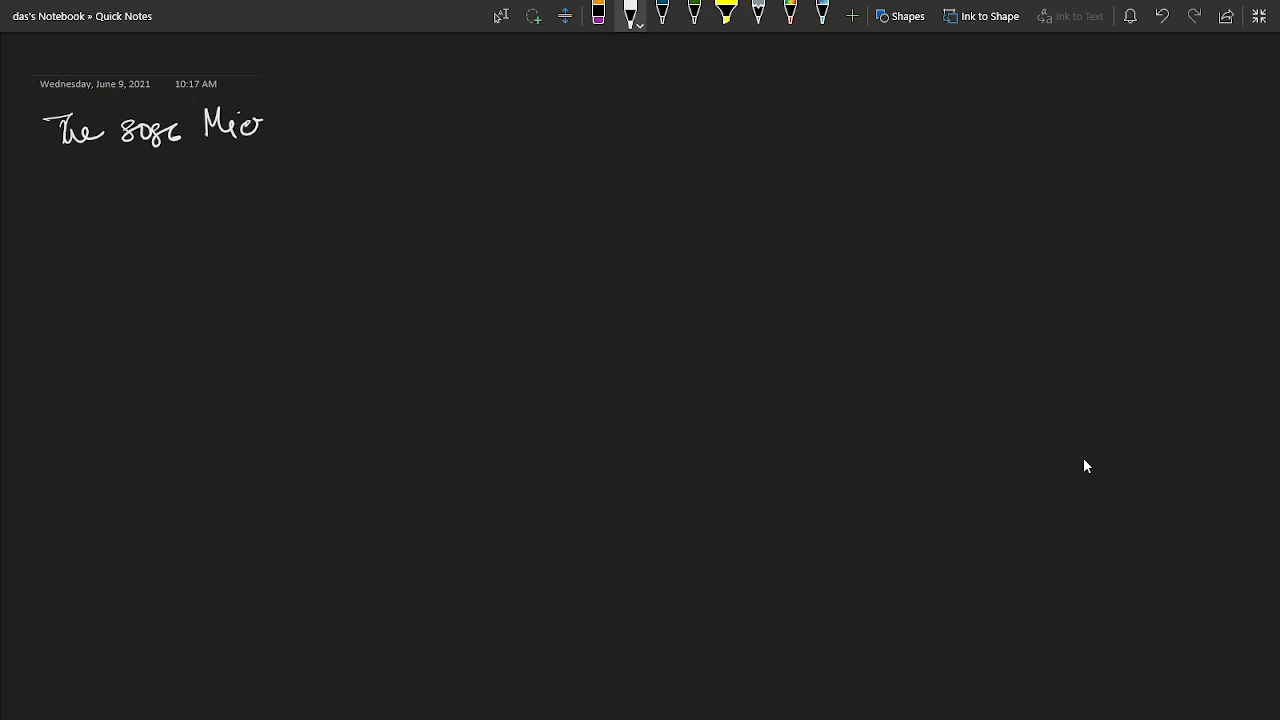 das's Notebook » Quick Notes
Shapes Ink to Shape Ink to Text
Wednesday, June 9, 2021 10:17 AM
The 8086 Mic